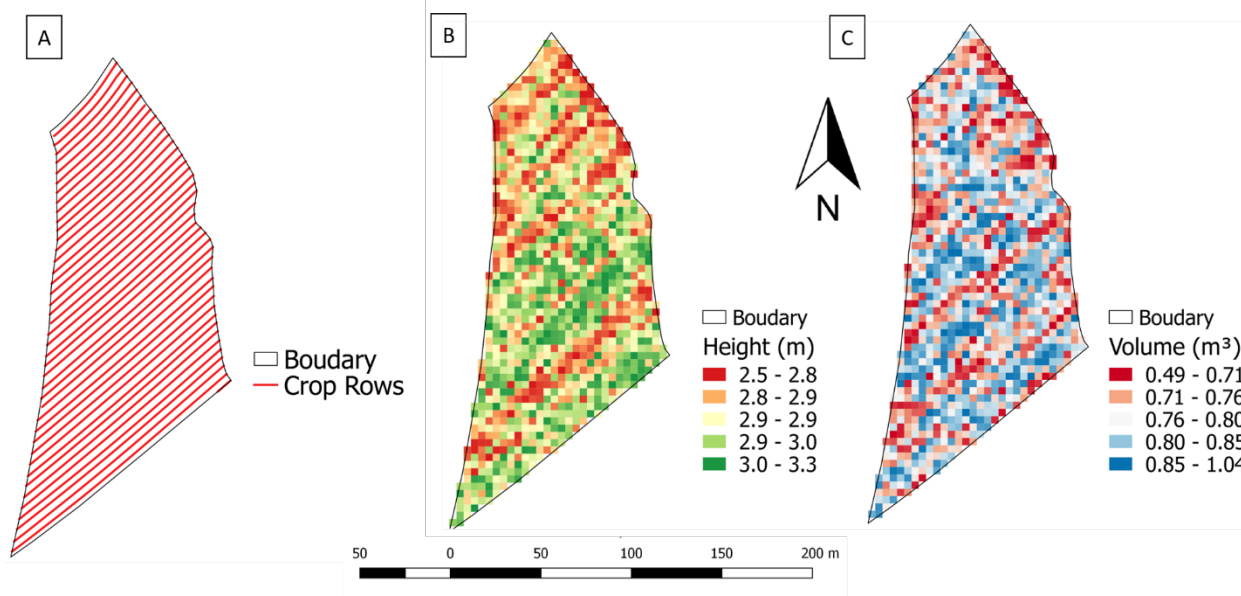 A
Boudary
Crop Rows
B
Boudary
Height (m)
2.5 - 2.8
2.8 - 2.9
2.9 - 2.9
2.9 - 3.0
3.0 - 3.3
N
C
Boudary
Volume (m³)
0.49 - 0.71
0.71 - 0.76
0.76 - 0.80
0.80 - 0.85
0.85 - 1.04
50 0 50 100 150 200 m